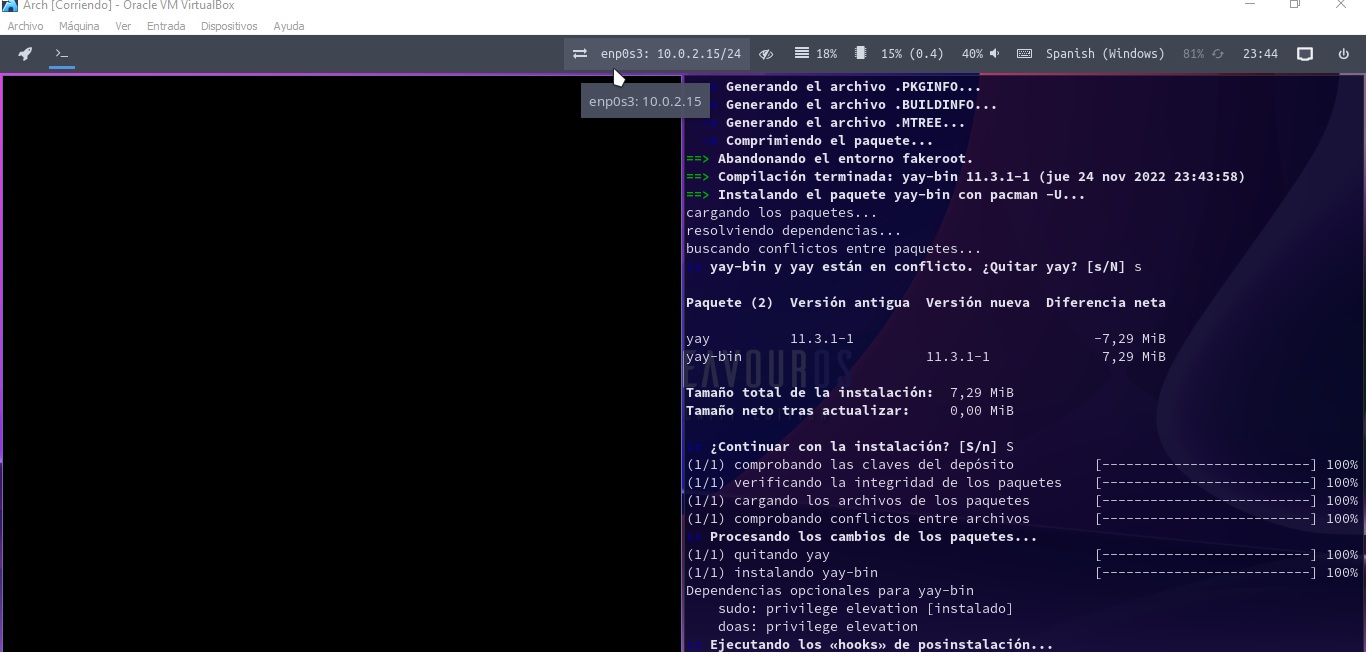 Arch [Corriendo] - Oracle VM VirtualBox
Archivo Máquina Ver Entrada Dispositivos Ayuda
>_ enp0s3: 10.0.2.15/24 18% 15% (0.4) 40% Spanish (Windows) 81% 23:44
enp0s3: 10.0.2.15
Generando el archivo .PKGINFO...
Generando el archivo .BUILDINFO...
Generando el archivo .MTREE...
-> Comprimiendo el paquete...
==> Abandonando el entorno fakeroot.
==> Compilación terminada: yay-bin 11.3.1-1 (jue 24 nov 2022 23:43:58)
==> Instalando el paquete yay-bin con pacman -U...
cargando los paquetes...
resolviendo dependencias...
buscando conflictos entre paquetes...
:: yay-bin y yay están en conflicto. ¿Quitar yay? [s/N] s
Paquete (2) Versión antigua Versión nueva Diferencia neta
yay 11.3.1-1 -7,29 MiB
yay-bin 11.3.1-1 7,29 MiB
EAVOUROS
Tamaño total de la instalación: 7,29 MiB
Tamaño neto tras actualizar: 0,00 MiB
:: ¿Continuar con la instalación? [S/n] S
(1/1) comprobando las claves del depósito [--------------------------] 100%
(1/1) verificando la integridad de los paquetes [--------------------------] 100%
(1/1) cargando los archivos de los paquetes [--------------------------] 100%
(1/1) comprobando conflictos entre archivos [--------------------------] 100%
:: Procesando los cambios de los paquetes...
(1/1) quitando yay [--------------------------] 100%
(1/1) instalando yay-bin [--------------------------] 100%
Dependencias opcionales para yay-bin
sudo: privilege elevation [instalado]
doas: privilege elevation
:: Ejecutando los «hooks» de posinstalación...